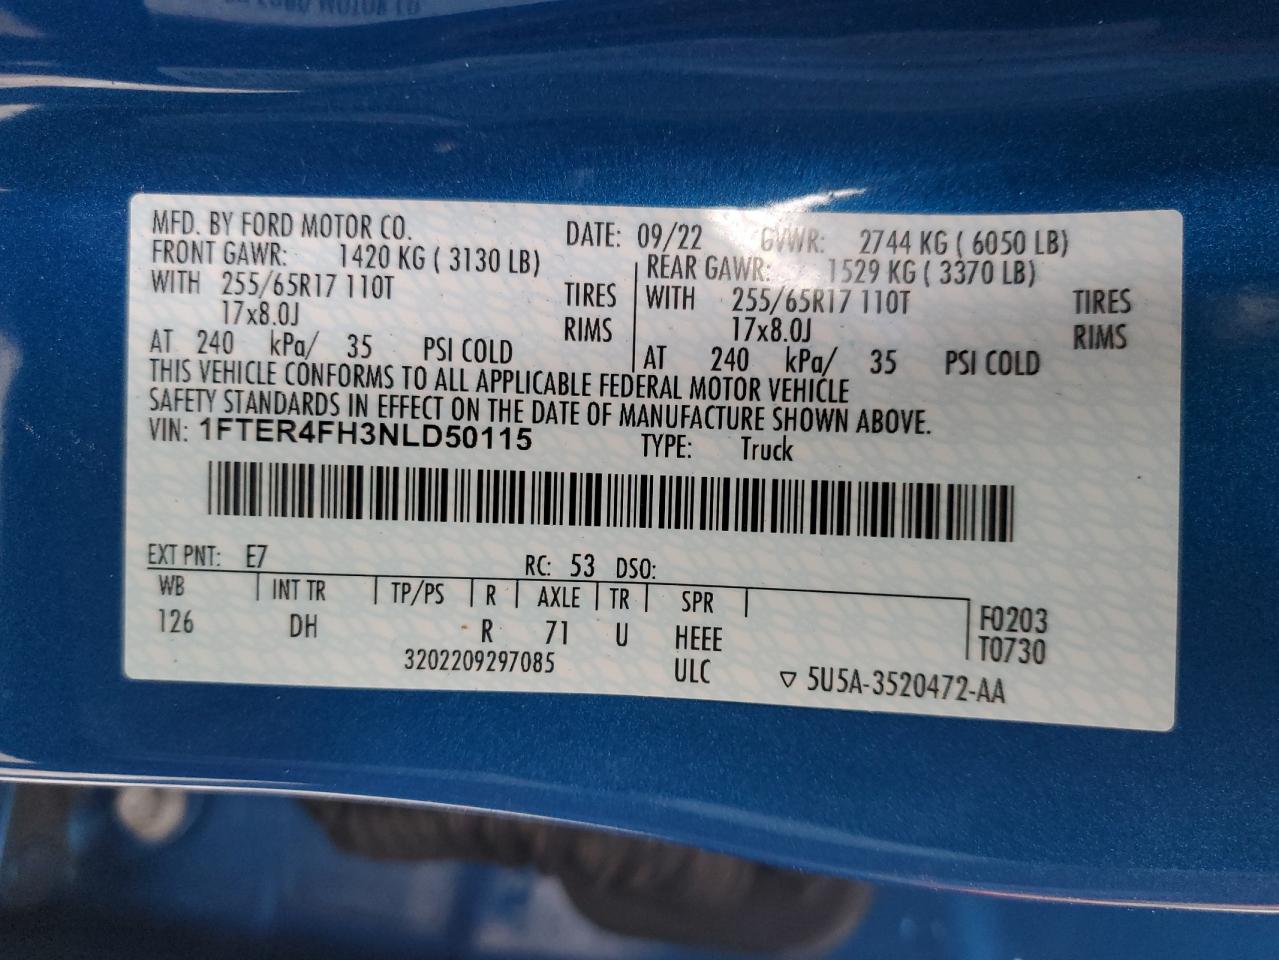 MFD. BY FORD MOTOR CO. DATE: 09/22 GVWR: 2744 KG ( 6050 LB)
FRONT GAWR: 1420 KG ( 3130 LB) REAR GAWR: 1529 KG ( 3370 LB)
WITH 255/65R17 110T TIRES WITH 255/65R17 110T TIRES
17x8.0J RIMS 17x8.0J RIMS
AT 240 kPa/ 35 PSI COLD AT 240 kPa/ 35 PSI COLD
THIS VEHICLE CONFORMS TO ALL APPLICABLE FEDERAL MOTOR VEHICLE
SAFETY STANDARDS IN EFFECT ON THE DATE OF MANUFACTURE SHOWN ABOVE.
VIN: 1FTER4FH3NLD50115 TYPE: Truck
EXT PNT: E7 RC: 53 DSO:
WB INT TR TP/PS R AXLE TR SPR F0203
126 DH R 71 U HEEE T0730
3202209297085 ULC ▽ 5U5A-3520472-AA